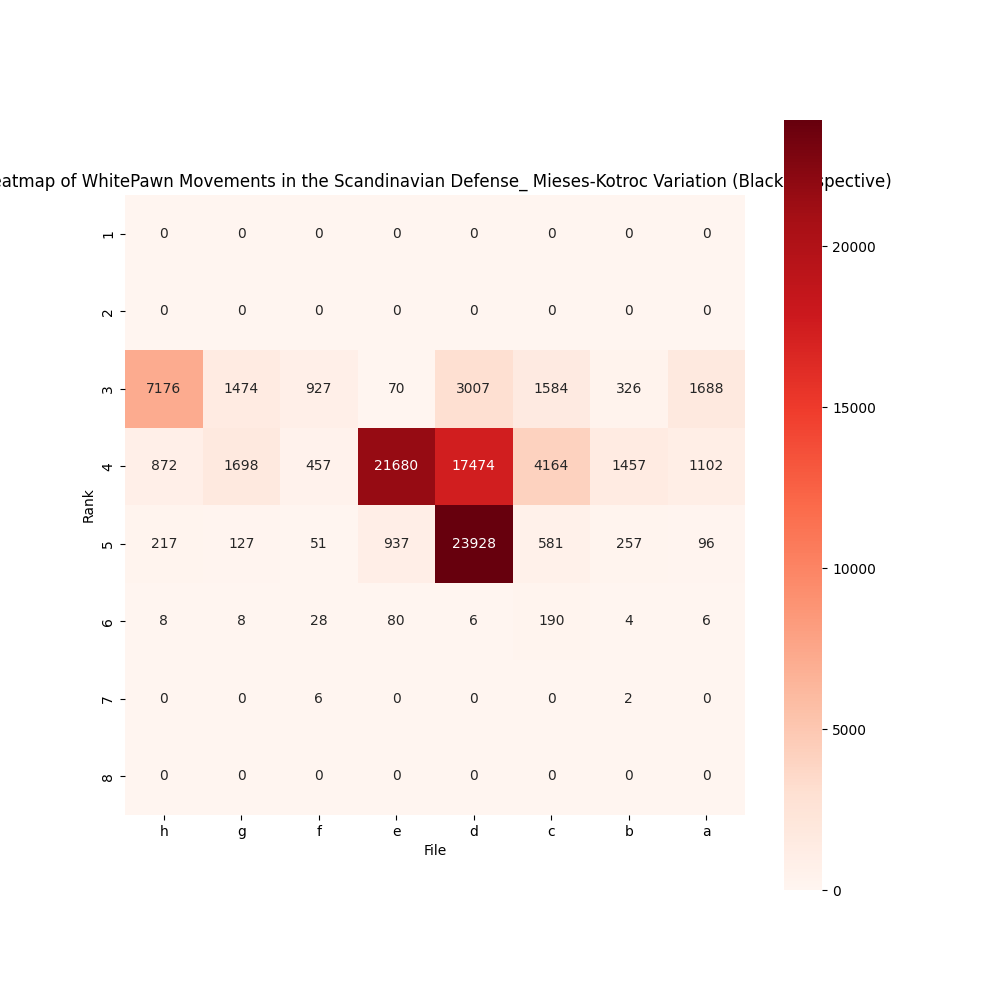 eatmap of WhitePawn Movements in the Scandinavian Defense_ Mieses-Kotroc Variation (Black spective)
1 0 0 0 0 0 0 0 0
2 0 0 0 0 0 0 0 0
3 7176 1474 927 70 3007 1584 326 1688
4 872 1698 457 21680 17474 4164 1457 1102
5 217 127 51 937 23928 581 257 96
6 8 8 28 80 6 190 4 6
7 0 0 6 0 0 0 2 0
8 0 0 0 0 0 0 0 0
h g f e d c b a
File
Rank
20000
15000
10000
5000
0